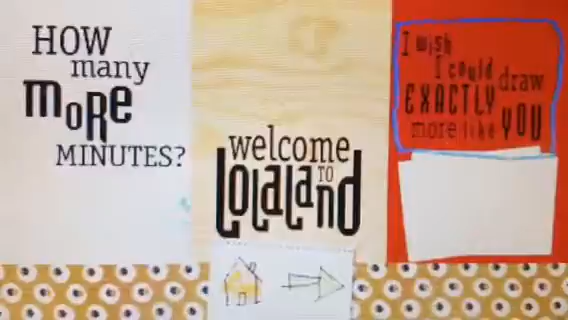 HOW
many
MoRe
MINUTES?
welcome
TO
Lolaland
I wish
I could
draw
EXACTLY
more like YOU